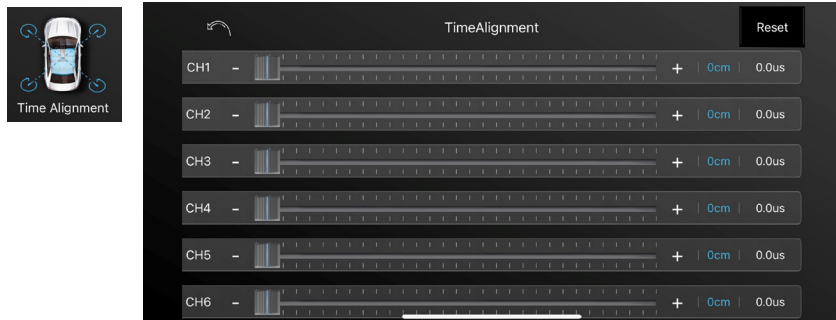 Time Alignment
TimeAlignment
Reset
CH1 - + 0cm 0.0us
CH2 - + 0cm 0.0us
CH3 - + 0cm 0.0us
CH4 - + 0cm 0.0us
CH5 - + 0cm 0.0us
CH6 - + 0cm 0.0us